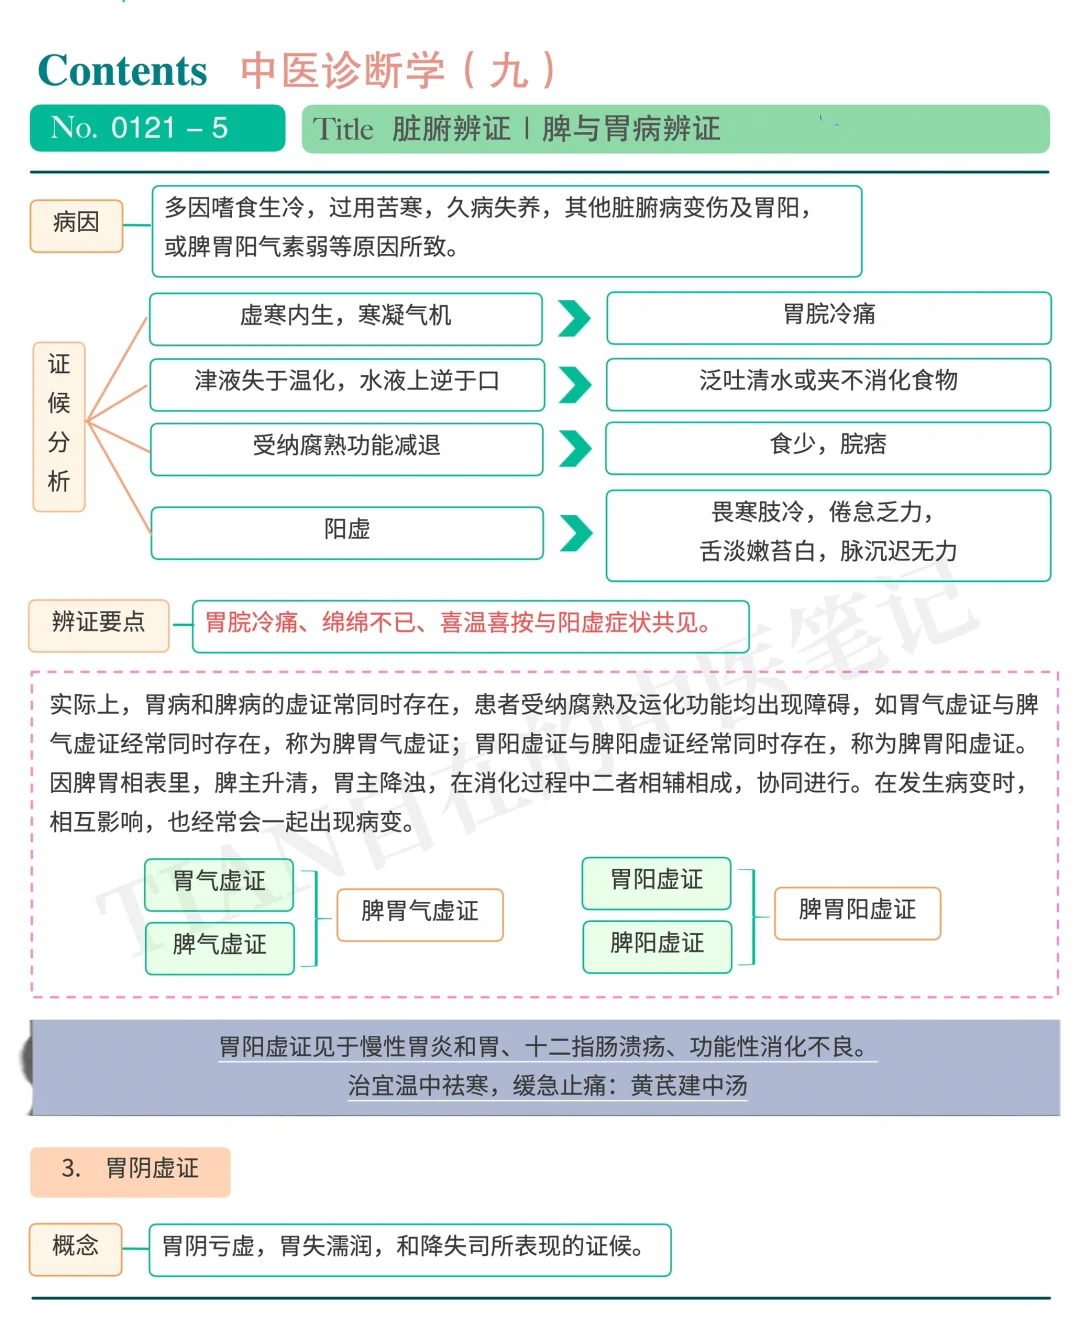 Contents 中医诊断学（九）
No. 0121 – 5
Title 脏腑辨证 | 脾与胃病辨证
病因
多因嗜食生冷，过用苦寒，久病失养，其他脏腑病变伤及胃阳，
或脾胃阳气素弱等原因所致。
证候分析
虚寒内生，寒凝气机
胃脘冷痛
津液失于温化，水液上逆于口
泛吐清水或夹不消化食物
受纳腐熟功能减退
食少，脘痞
阳虚
畏寒肢冷，倦怠乏力，
舌淡嫩苔白，脉沉迟无力
辨证要点
胃脘冷痛、绵绵不已、喜温喜按与阳虚症状共见。
实际上，胃病和脾病的虚证常同时存在，患者受纳腐熟及运化功能均出现障碍，如胃气虚证与脾
气虚证经常同时存在，称为脾胃气虚证；胃阳虚证与脾阳虚证经常同时存在，称为脾胃阳虚证。
因脾胃相表里，脾主升清，胃主降浊，在消化过程中二者相辅相成，协同进行。在发生病变时，
相互影响，也经常会一起出现病变。
胃气虚证
脾气虚证
脾胃气虚证
胃阳虚证
脾阳虚证
脾胃阳虚证
胃阳虚证见于慢性胃炎和胃、十二指肠溃疡、功能性消化不良。
治宜温中祛寒，缓急止痛：黄芪建中汤
3. 胃阴虚证
概念
胃阴亏虚，胃失濡润，和降失司所表现的证候。
TIAN自在的中医笔记